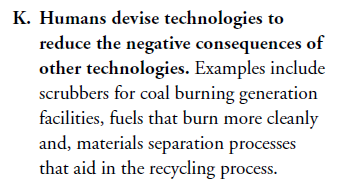 K. Humans devise technologies to
reduce the negative consequences of
other technologies. Examples include
scrubbers for coal burning generation
facilities, fuels that burn more cleanly
and, materials separation processes
that aid in the recycling process.